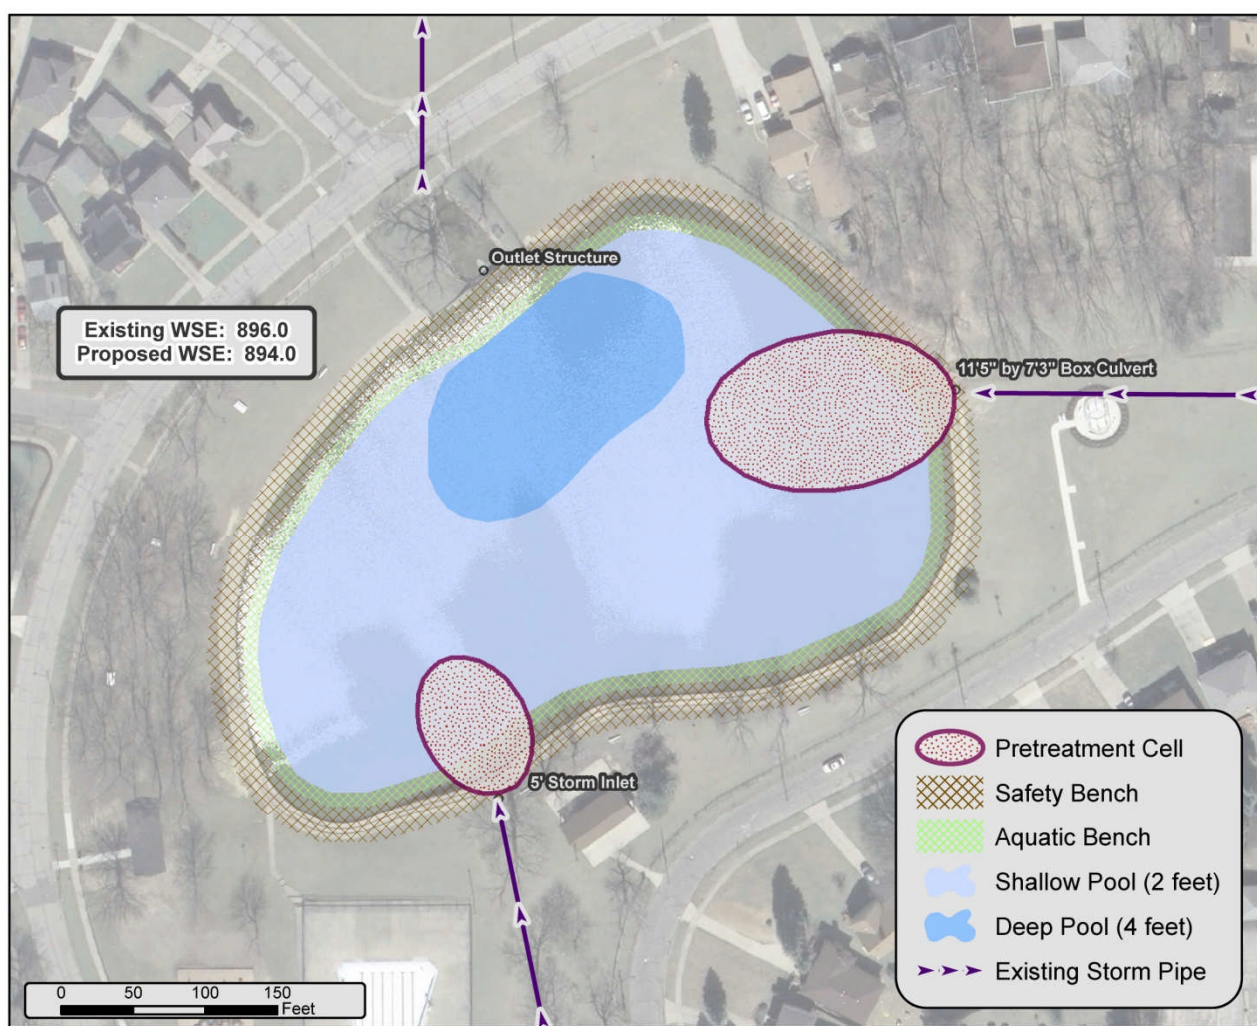 Outlet Structure
Existing WSE: 896.0
Proposed WSE: 894.0
11'5" by 7'3" Box Culvert
5' Storm Inlet
Pretreatment Cell
Safety Bench
Aquatic Bench
Shallow Pool (2 feet)
Deep Pool (4 feet)
Existing Storm Pipe
0 50 100 150
Feet